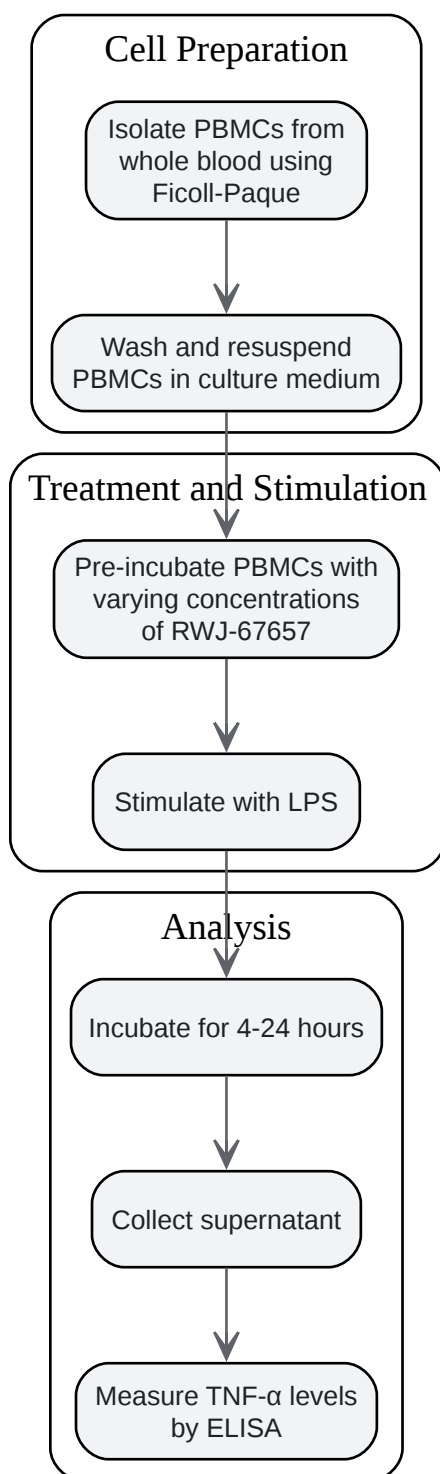 Cell Preparation
Isolate PBMCs from
whole blood using
Ficoll-Paque
Wash and resuspend
PBMCs in culture medium
Treatment and Stimulation
Pre-incubate PBMCs with
varying concentrations
of RWJ-67657
Stimulate with LPS
Analysis
Incubate for 4-24 hours
Collect supernatant
Measure TNF-α levels
by ELISA